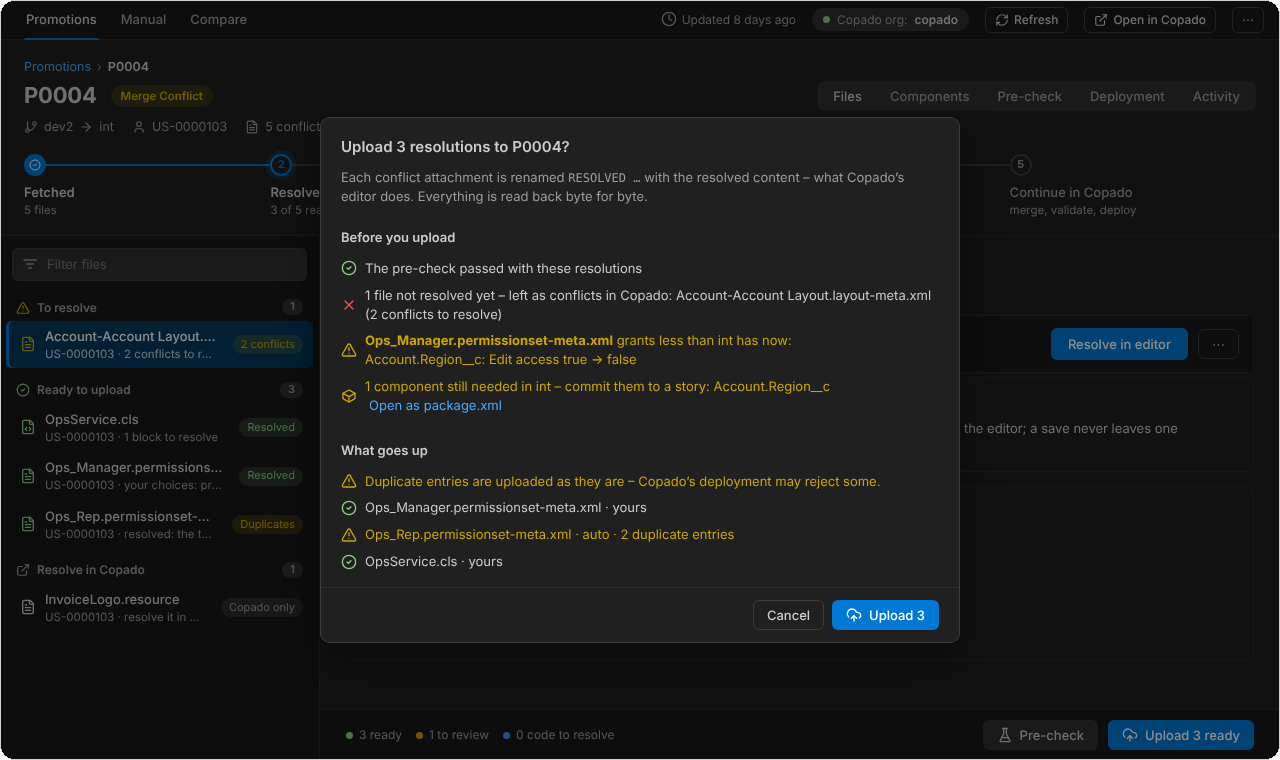 Promotions Manual Compare Updated 8 days ago Copado org: copado Refresh Open in Copado ...
Promotions › P0004
P0004 Merge Conflict
Files Components Pre-check Deployment Activity
dev2 → int US-0000103 5 conflict
2
5
Fetched
5 files
Resolve
3 of 5 rea
Continue in Copado
merge, validate, deploy
Filter files
To resolve 1
Account-Account Layout....
US-0000103 · 2 conflicts to r...
2 conflicts
Ready to upload 3
OpsService.cls
US-0000103 · 1 block to resolve
Resolved
Ops_Manager.permissions...
US-0000103 · your choices: pr...
Resolved
Ops_Rep.permissionset-...
US-0000103 · resolved: the t...
Duplicates
Resolve in Copado 1
InvoiceLogo.resource
US-0000103 · resolve it in ...
Copado only
Resolve in editor ...
the editor; a save never leaves one
Upload 3 resolutions to P0004?
Each conflict attachment is renamed RESOLVED … with the resolved content – what Copado’s
editor does. Everything is read back byte for byte.
Before you upload
The pre-check passed with these resolutions
1 file not resolved yet – left as conflicts in Copado: Account-Account Layout.layout-meta.xml
(2 conflicts to resolve)
Ops_Manager.permissionset-meta.xml grants less than int has now:
Account.Region__c: Edit access true → false
1 component still needed in int – commit them to a story: Account.Region__c
Open as package.xml
What goes up
Duplicate entries are uploaded as they are – Copado’s deployment may reject some.
Ops_Manager.permissionset-meta.xml · yours
Ops_Rep.permissionset-meta.xml · auto · 2 duplicate entries
OpsService.cls · yours
Cancel Upload 3
3 ready 1 to review 0 code to resolve
Pre-check Upload 3 ready